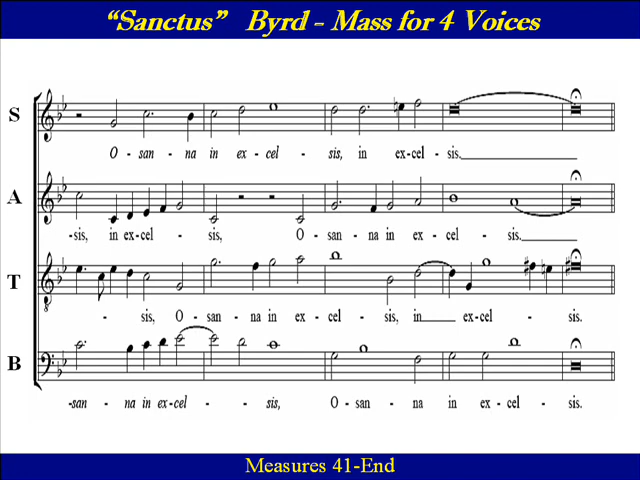 “Sanctus” Byrd - Mass for 4 Voices
S
O - san - na in ex - cel - sis, in ex-cel - sis.
A
-sis, in ex-cel - sis, O - san - na in ex - cel - sis.
T
- sis, O - san - na in ex - cel - sis, in ex - cel - sis.
B
-san - na in ex - cel - sis, O - san - na in ex - cel - sis.
Measures 41-End